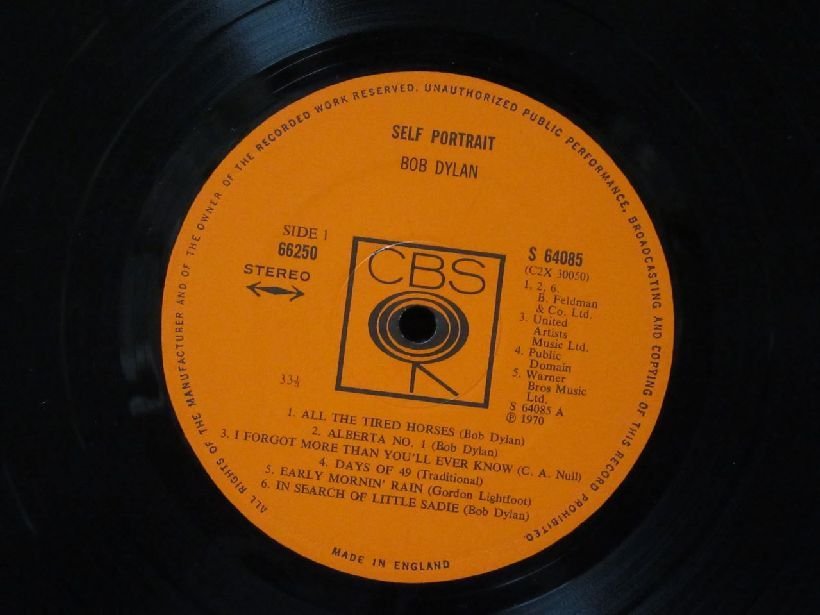 ALL RIGHTS OF THE MANUFACTURER AND OF THE OWNER OF THE RECORDED WORK RESERVED. UNAUTHORIZED PUBLIC PERFORMANCE, BROADCASTING AND COPYING OF THIS RECORD PROHIBITED.
SELF PORTRAIT
BOB DYLAN
SIDE 1
66250
STEREO
CBS
33⅓
S 64085
(C2X 30050)
1. 2, 6.
B. Feldman
& Co. Ltd.
3. United
Artists
Music Ltd.
4. Public
Domain
5. Warner
Bros Music
Ltd.
S 64085 A
℗ 1970
1. ALL THE TIRED HORSES (Bob Dylan)
2. ALBERTA NO. 1 (Bob Dylan)
3. I FORGOT MORE THAN YOU'LL EVER KNOW (C. A. Null)
4. DAYS OF 49 (Traditional)
5. EARLY MORNIN' RAIN (Gordon Lightfoot)
6. IN SEARCH OF LITTLE SADIE (Bob Dylan)
MADE IN ENGLAND